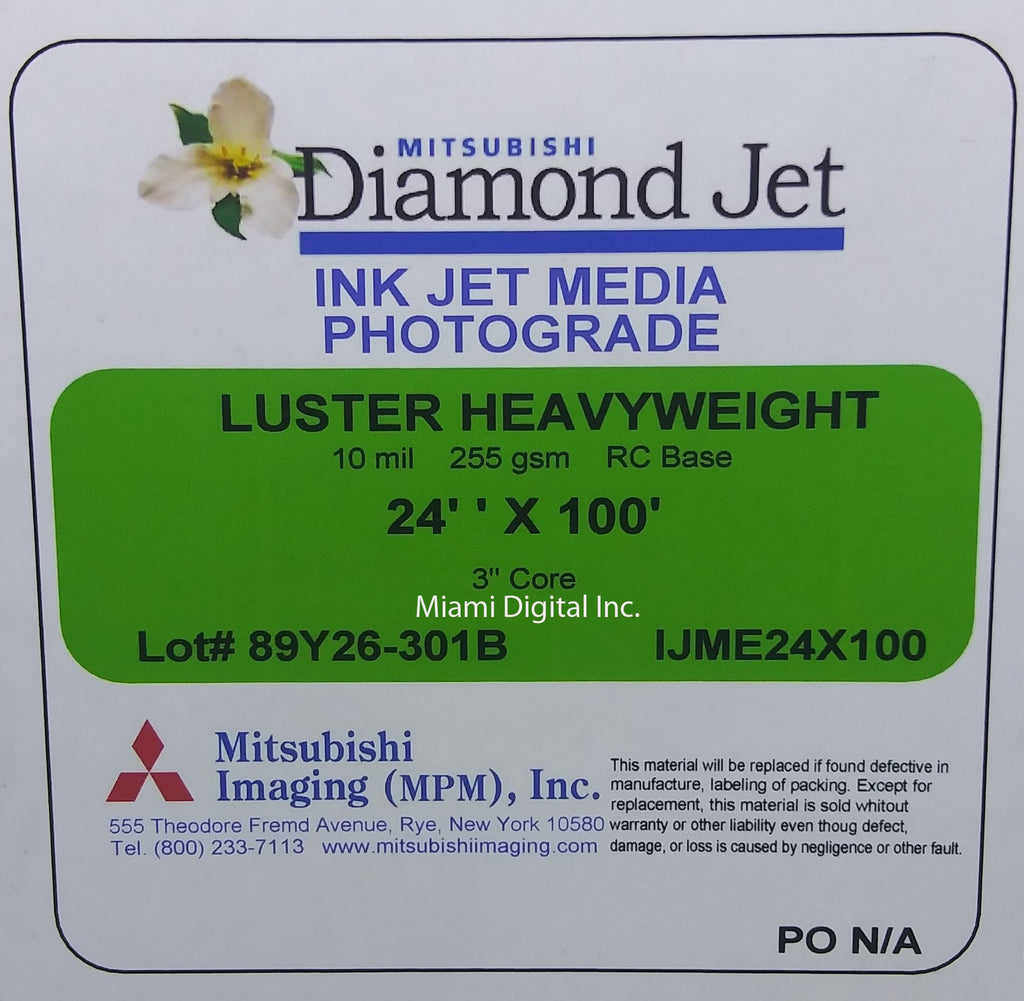 MITSUBISHI
Diamond Jet
INK JET MEDIA
PHOTOGRADE
LUSTER HEAVYWEIGHT
10 mil 255 gsm RC Base
24' ' X 100'
3" Core
Miami Digital Inc.
Lot# 89Y26-301B IJME24X100
Mitsubishi
Imaging (MPM), Inc.
555 Theodore Fremd Avenue, Rye, New York 10580
Tel. (800) 233-7113 www.mitsubishiimaging.com
This material will be replaced if found defective in
manufacture, labeling of packing. Except for
replacement, this material is sold whitout
warranty or other liability even thoug defect,
damage, or loss is caused by negligence or other fault.
PO N/A